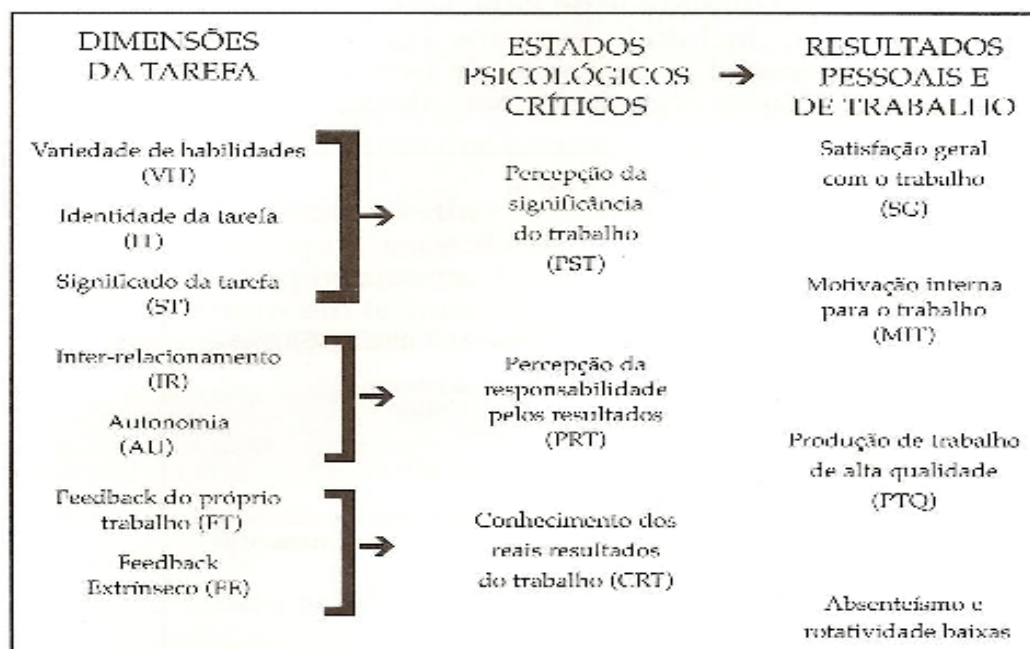 DIMENSÕES
DA TAREFA
Variedade de habilidades
(VH)
Identidade da tarefa
(IT)
Significado da tarefa
(ST)
Inter-relacionamento
(IR)
Autonomia
(AU)
Feedback do próprio
trabalho (FT)
Feedback
Extrínseco (FE)
ESTADOS
PSICOLÓGICOS
CRÍTICOS
Percepção da
significância
do trabalho
(PST)
Percepção da
responsabilidade
pelos resultados
(PRT)
Conhecimento dos
reais resultados
do trabalho (CRT)
RESULTADOS
PESSOAIS E
DE TRABALHO
Satisfação geral
com o trabalho
(SG)
Motivação interna
para o trabalho
(MIT)
Produção de trabalho
de alta qualidade
(PTQ)
Absenteísmo e
rotatividade baixas